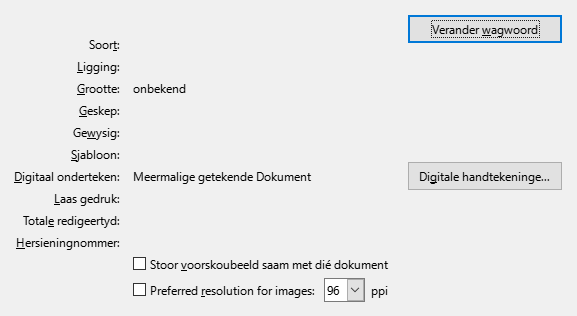 Verander wagwoord
Soort:
Ligging:
Grootte: onbekend
Geskep:
Gewysig:
Sjabloon:
Digitaal onderteken: Meermalige getekende Dokument Digitale handtekeninge...
Laas gedruk:
Totale redigeertyd:
Hersieningnommer:
Stoor voorskoubeeld saam met dié dokument
Preferred resolution for images: 96 ppi